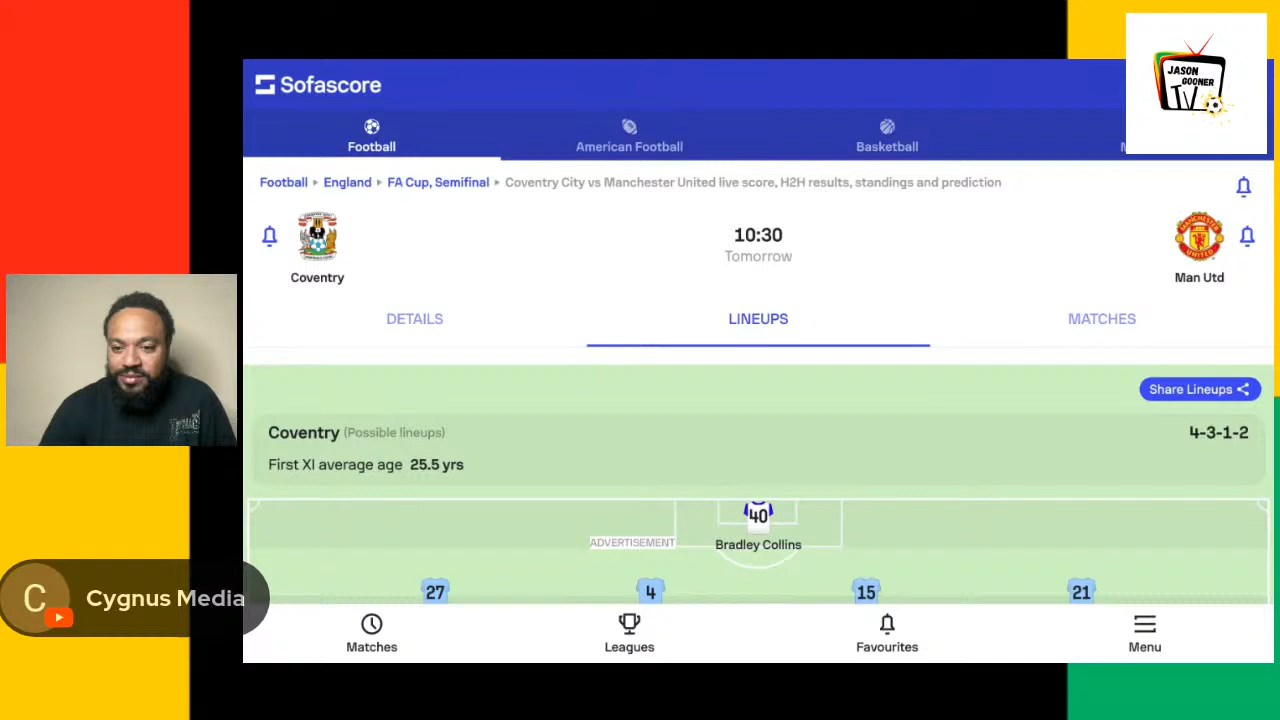 JASON
GOONER
TV
Sofascore
Football
American Football
Basketball
Football ▸ England ▸ FA Cup, Semifinal ▸ Coventry City vs Manchester United live score, H2H results, standings and prediction
10:30
Tomorrow
Coventry
Man Utd
DETAILS
LINEUPS
MATCHES
Share Lineups
Coventry (Possible lineups)
4-3-1-2
First XI average age 25.5 yrs
40
ADVERTISEMENT
Bradley Collins
27
4
15
21
C
Cygnus Media
Matches
Leagues
Favourites
Menu